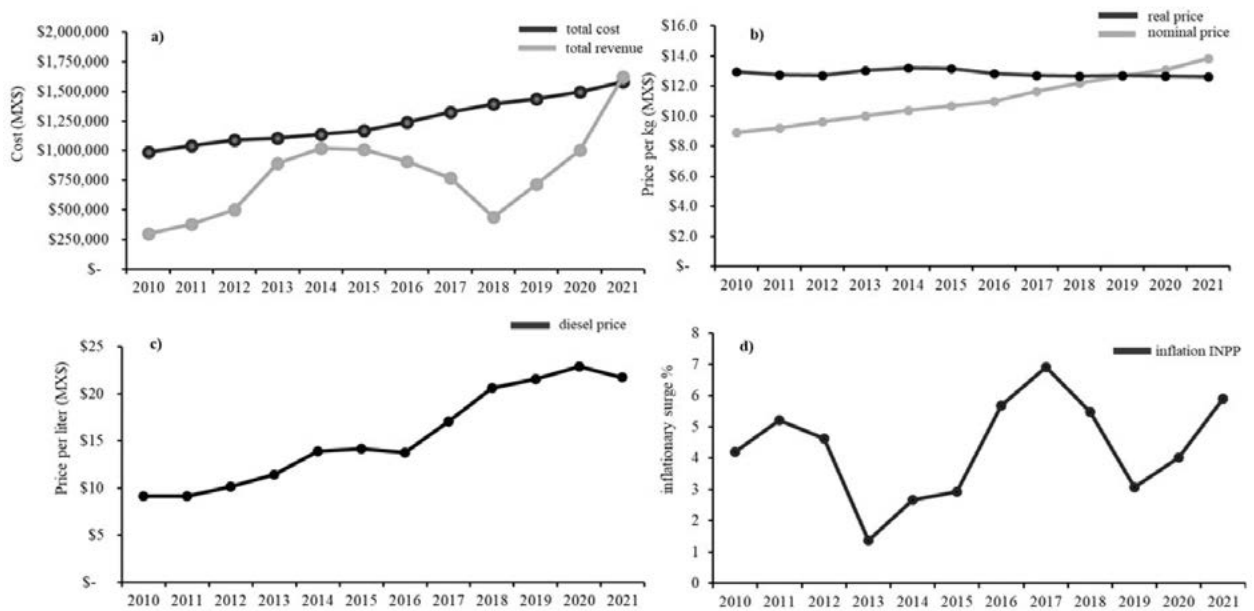 a)
total cost
total revenue
Cost (MX$)
$2,000,000
$1,750,000
$1,500,000
$1,250,000
$1,000,000
$750,000
$500,000
$250,000
$-
2010 2011 2012 2013 2014 2015 2016 2017 2018 2019 2020 2021
b)
real price
nominal price
Price per kg (MX$)
$16.0
$14.0
$12.0
$10.0
$8.0
$6.0
$4.0
$2.0
$-
2010 2011 2012 2013 2014 2015 2016 2017 2018 2019 2020 2021
c)
diesel price
Price per liter (MX$)
$25
$20
$15
$10
$5
$-
2010 2011 2012 2013 2014 2015 2016 2017 2018 2019 2020 2021
d)
inflation INPP
inflationary surge %
8
7
6
5
4
3
2
1
0
2010 2011 2012 2013 2014 2015 2016 2017 2018 2019 2020 2021